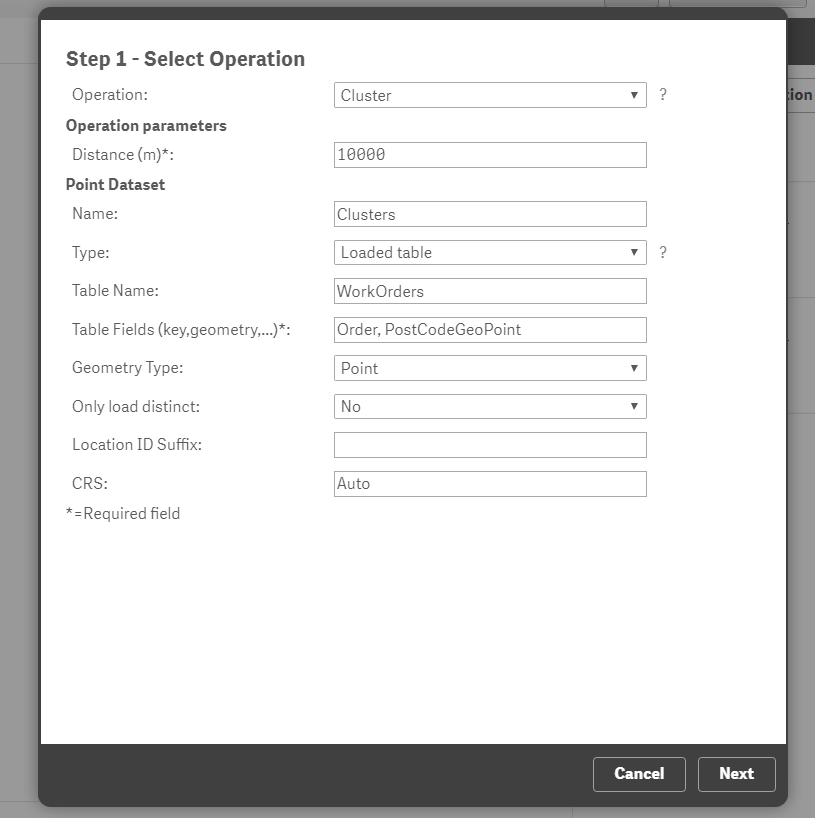 Step 1 - Select Operation
Operation: Cluster ?
Operation parameters
Distance (m)*: 10000
Point Dataset
Name: Clusters
Type: Loaded table ?
Table Name: WorkOrders
Table Fields (key,geometry,...)*: Order, PostCodeGeoPoint
Geometry Type: Point
Only load distinct: No
Location ID Suffix:
CRS: Auto
*=Required field
Cancel Next